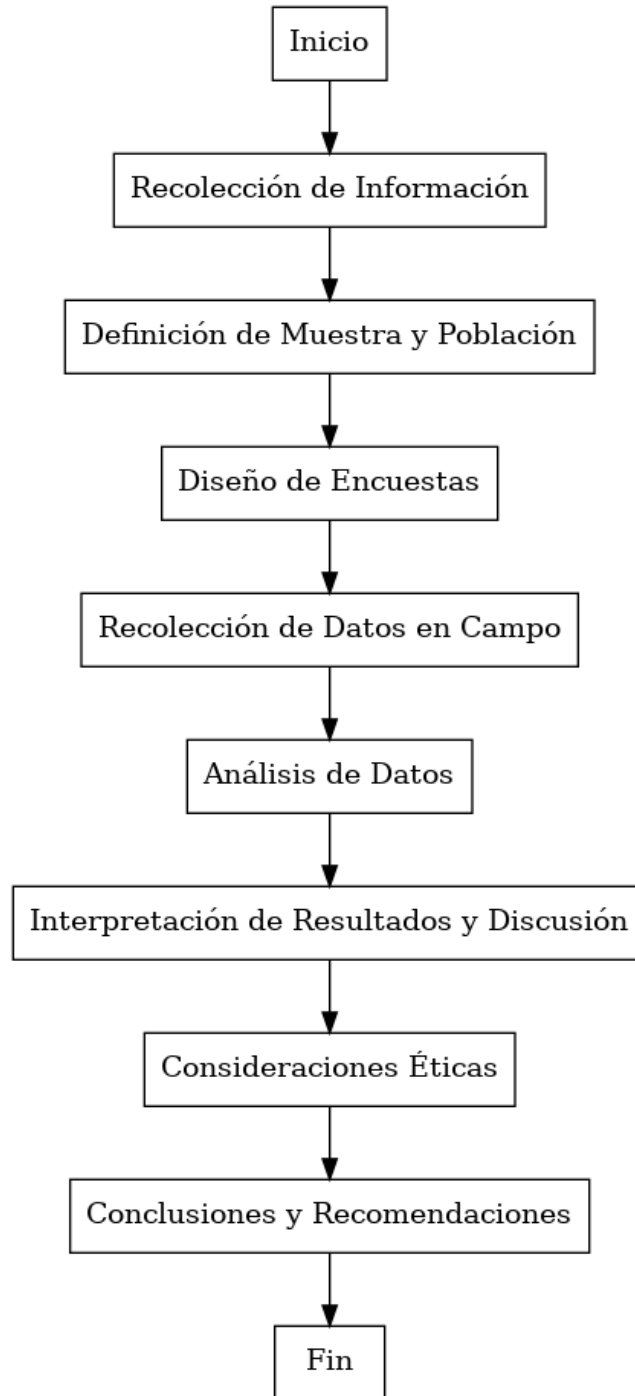 Inicio
Recolección de Información
Definición de Muestra y Población
Diseño de Encuestas
Recolección de Datos en Campo
Análisis de Datos
Interpretación de Resultados y Discusión
Consideraciones Éticas
Conclusiones y Recomendaciones
Fin